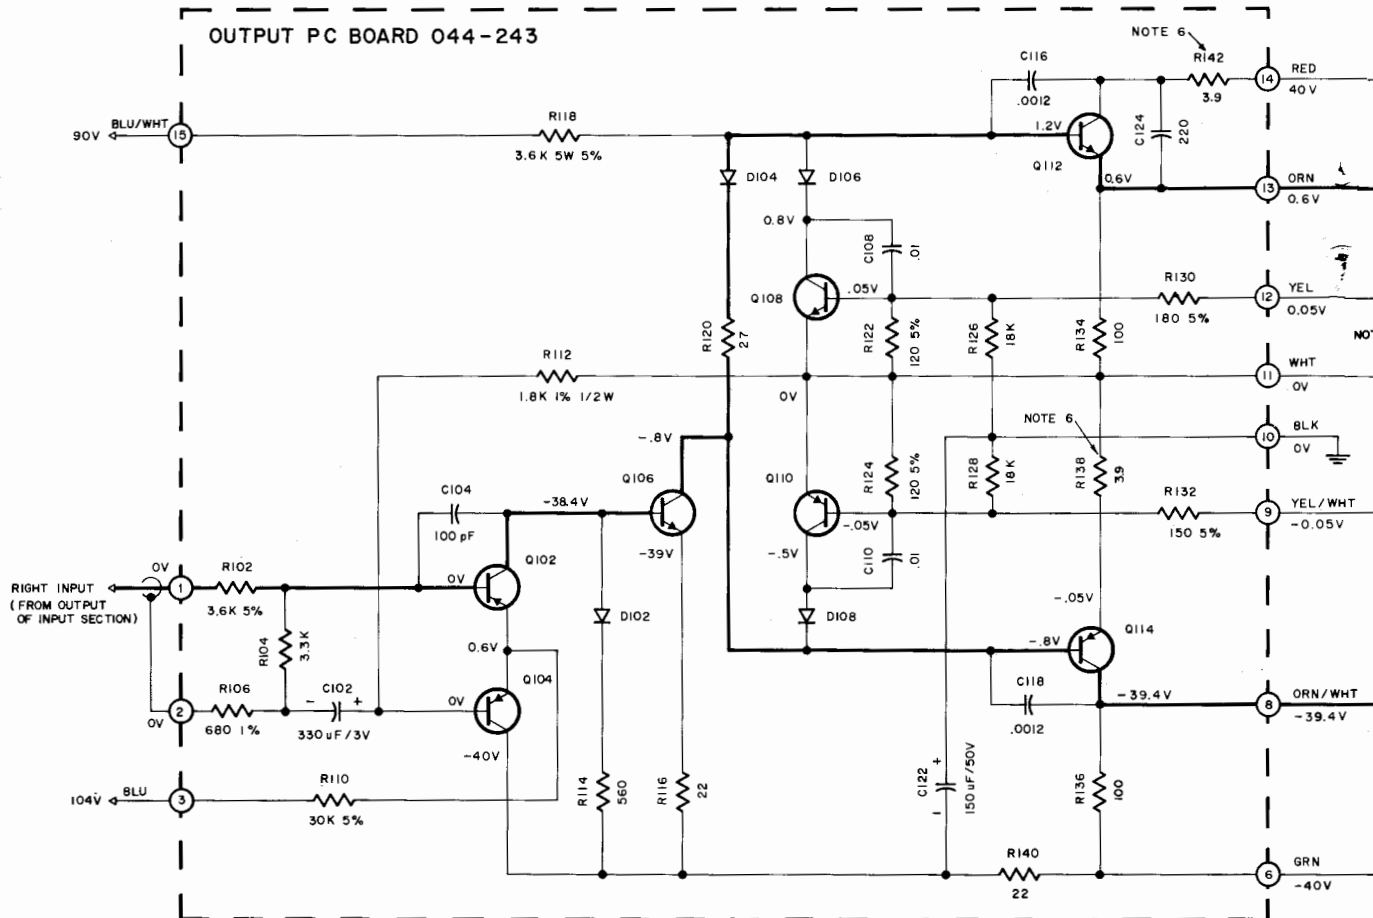 OUTPUT PC BOARD 044-243
NOTE 6
C116
R142
14
RED
.0012
3.9
40V
BLU/WHT
90V
15
R118
3.6K 5W 5%
1.2V
C124
220
Q112
D104
D106
0.6V
13
ORN
0.6V
0.8V
C108
.01
Q108
.05V
R130
180 5%
12
YEL
0.05V
R120
27
R122
120 5%
R126
18K
R134
100
NOT
R112
1.8K 1% 1/2W
0V
11
WHT
0V
NOTE 6
-.8V
10
BLK
0V
Q106
Q110
R124
120 5%
R128
18K
R138
3.9
C104
100 pF
-38.4V
-39V
-.05V
R132
150 5%
9
YEL/WHT
-0.05V
-.5V
C110
.01
Q102
0V
0V
1
R102
3.6K 5%
RIGHT INPUT
(FROM OUTPUT
OF INPUT SECTION)
D102
D108
-.05V
R104
3.3K
0.6V
-.8V
Q114
Q104
R106
680 1%
C102
- +
330uF/3V
0V
2
0V
-40V
C118
.0012
-39.4V
8
ORN/WHT
-39.4V
104V
BLU
3
R110
30K 5%
R114
560
R116
22
C122
+
-
150uF/50V
R136
100
R140
22
6
GRN
-40V